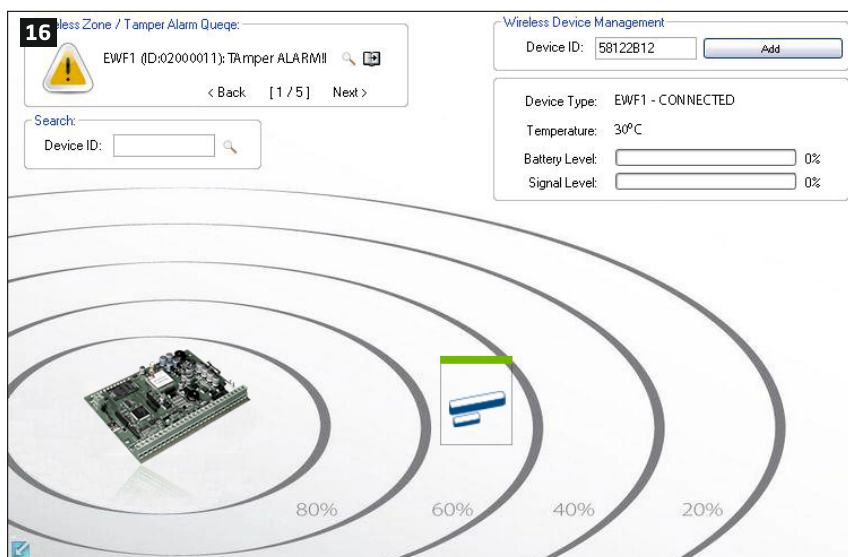 16
eless Zone / Tamper Alarm Queqe:
EWF1 (ID:02000011): TAmper ALARM!!
< Back [ 1 / 5 ] Next >
Search:
Device ID:
Wireless Device Management
Device ID: 58122B12 Add
Device Type: EWF1 - CONNECTED
Temperature: 30ºC
Battery Level: 0%
Signal Level: 0%
80% 60% 40% 20%